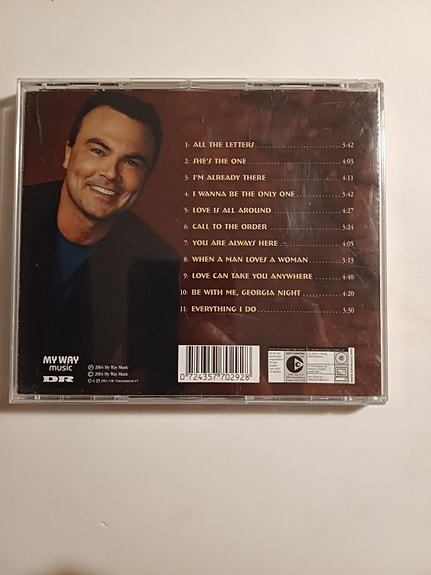 1: ALL THE LETTERS 3:42
2: SHE'S THE ONE 4:03
3: I'M ALREADY THERE 4:11
4: I WANNA BE THE ONLY ONE 3:42
5: LOVE IS ALL AROUND 4:27
6: CALL TO THE ORDER 3:24
7: YOU ARE ALWAYS HERE 4:05
8: WHEN A MAN LOVES A WOMAN 3:13
9: LOVE CAN TAKE YOU ANYWHERE 4:40
10: BE WITH ME, GEORGIA NIGHT 4:20
11: EVERYTHING I DO 3:30
MY WAY
MUSIC
DR
℗ 2004 My Way Music
© 2004 My Way Music
0 724357 702928